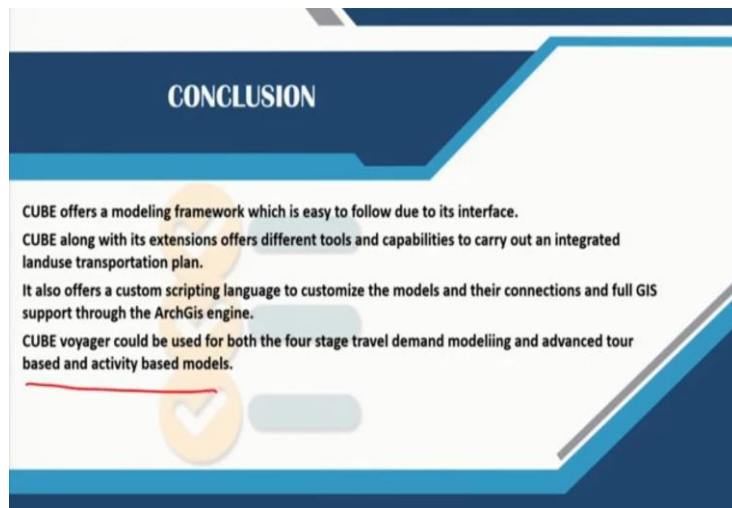 CONCLUSION
CUBE offers a modeling framework which is easy to follow due to its interface.
CUBE along with its extensions offers different tools and capabilities to carry out an integrated
landuse transportation plan.
It also offers a custom scripting language to customize the models and their connections and full GIS
support through the ArchGis engine.
CUBE voyager could be used for both the four stage travel demand modeliing and advanced tour
based and activity based models.